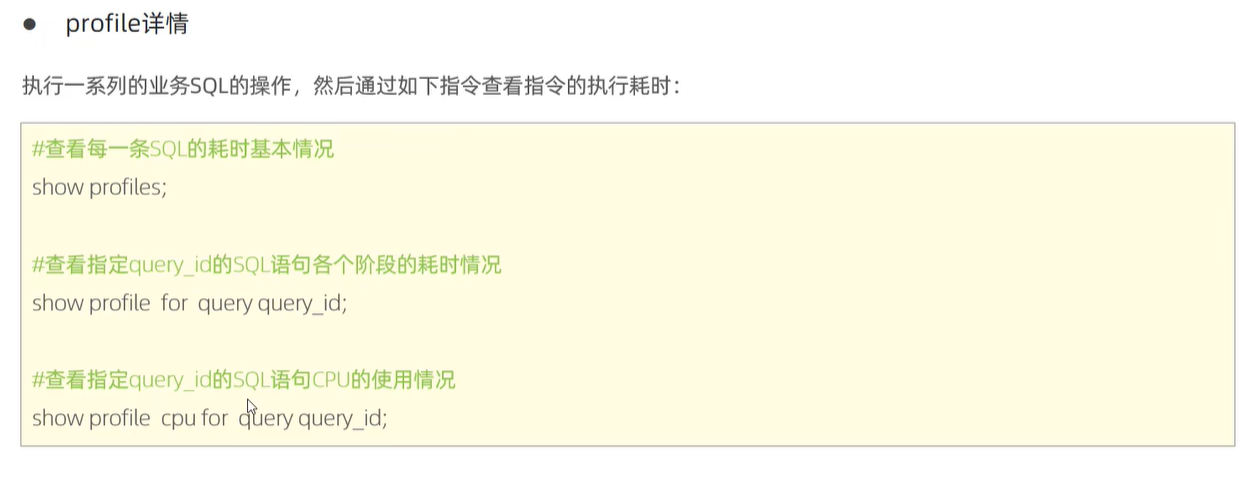 ● profile详情
执行一系列的业务SQL的操作，然后通过如下指令查看指令的执行耗时：
#查看每一条SQL的耗时基本情况
show profiles;
#查看指定query_id的SQL语句各个阶段的耗时情况
show profile for query query_id;
#查看指定query_id的SQL语句CPU的使用情况
show profile cpu for query query_id;